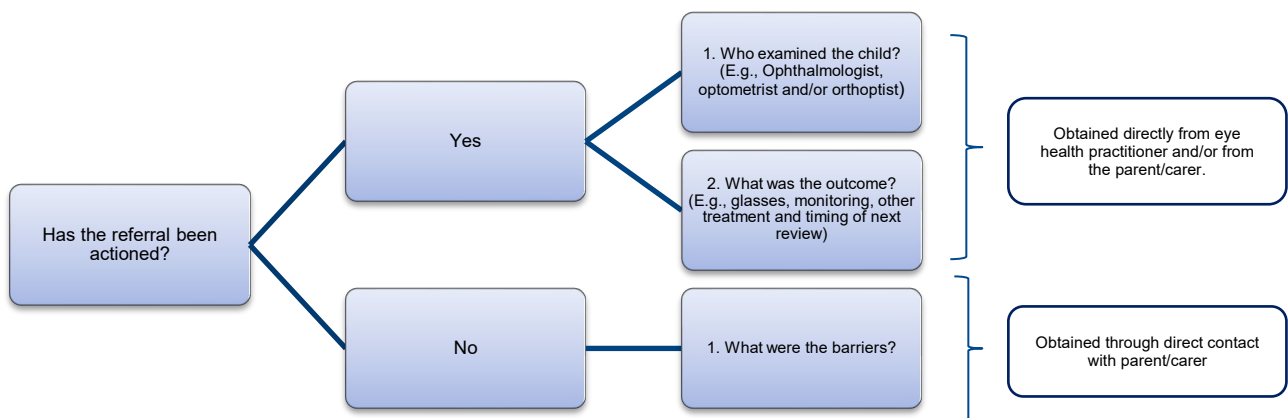 Has the referral been
actioned?
Yes
1. Who examined the child?
(E.g., Ophthalmologist,
optometrist and/or orthoptist)
2. What was the outcome?
(E.g., glasses, monitoring, other
treatment and timing of next
review)
Obtained directly from eye
health practitioner and/or from
the parent/carer.
No
1. What were the barriers?
Obtained through direct contact
with parent/carer